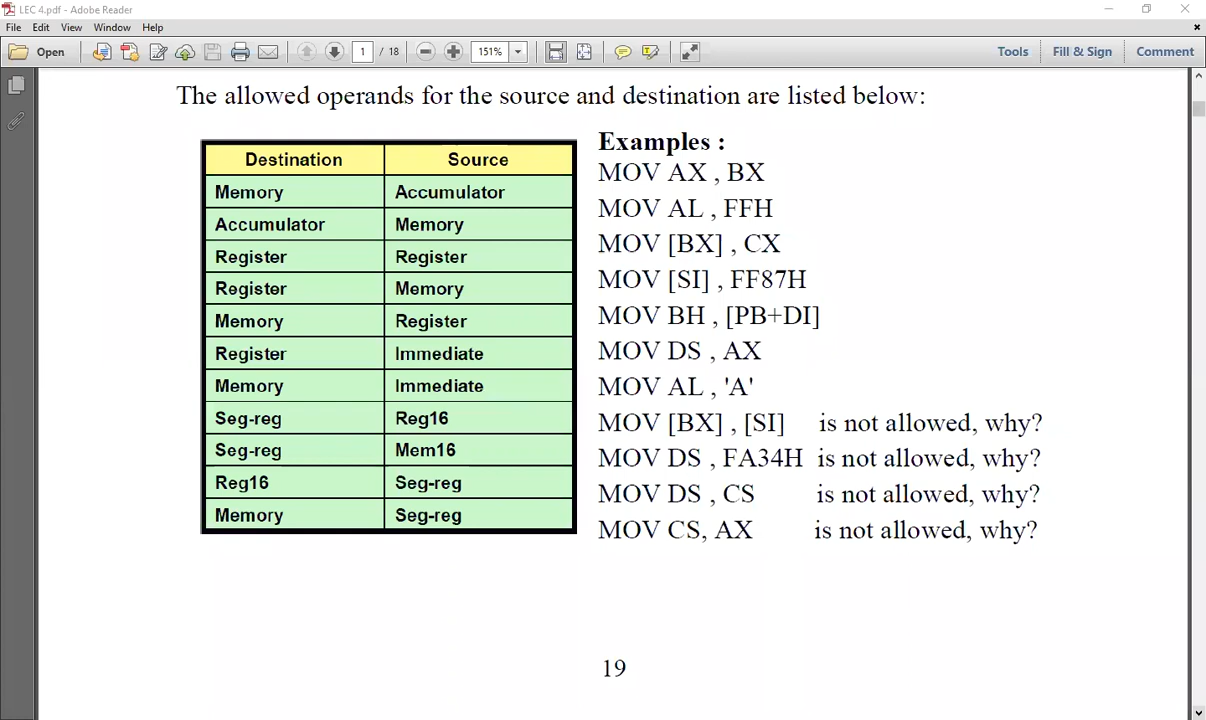 LEC 4.pdf - Adobe Reader
File Edit View Window Help
Open 1 / 18 151% Tools Fill & Sign Comment
The allowed operands for the source and destination are listed below:
Destination Source
Memory Accumulator
Accumulator Memory
Register Register
Register Memory
Memory Register
Register Immediate
Memory Immediate
Seg-reg Reg16
Seg-reg Mem16
Reg16 Seg-reg
Memory Seg-reg
Examples :
MOV AX , BX
MOV AL , FFH
MOV [BX] , CX
MOV [SI] , FF87H
MOV BH , [PB+DI]
MOV DS , AX
MOV AL , 'A'
MOV [BX] , [SI] is not allowed, why?
MOV DS , FA34H is not allowed, why?
MOV DS , CS is not allowed, why?
MOV CS, AX is not allowed, why?
19